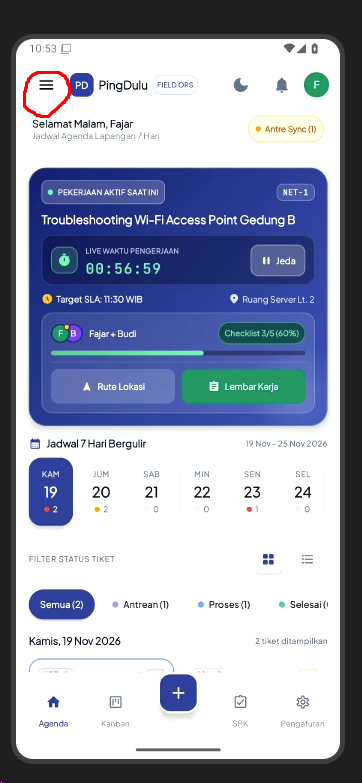 10:53
PD PingDulu FIELD OPS F
Selamat Malam, Fajar
Jadwal Agenda Lapangan 7 Hari
Antre Sync (1)
PEKERJAAN AKTIF SAAT INI NET-1
Troubleshooting Wi-Fi Access Point Gedung B
LIVE WAKTU PENGERJAAN
00:56:59
Jeda
Target SLA: 11:30 WIB Ruang Server Lt. 2
F B Fajar + Budi Checklist 3/5 (60%)
Rute Lokasi Lembar Kerja
Jadwal 7 Hari Bergulir 19 Nov - 25 Nov 2026
KAM JUM SAB MIN SEN SEL
19 20 21 22 23 24
2 2 0 0 1 0
FILTER STATUS TIKET
Semua (2) Antrean (1) Proses (1) Selesai (
Kamis, 19 Nov 2026 2 tiket ditampilkan
Agenda Kanban + SPK Pengaturan